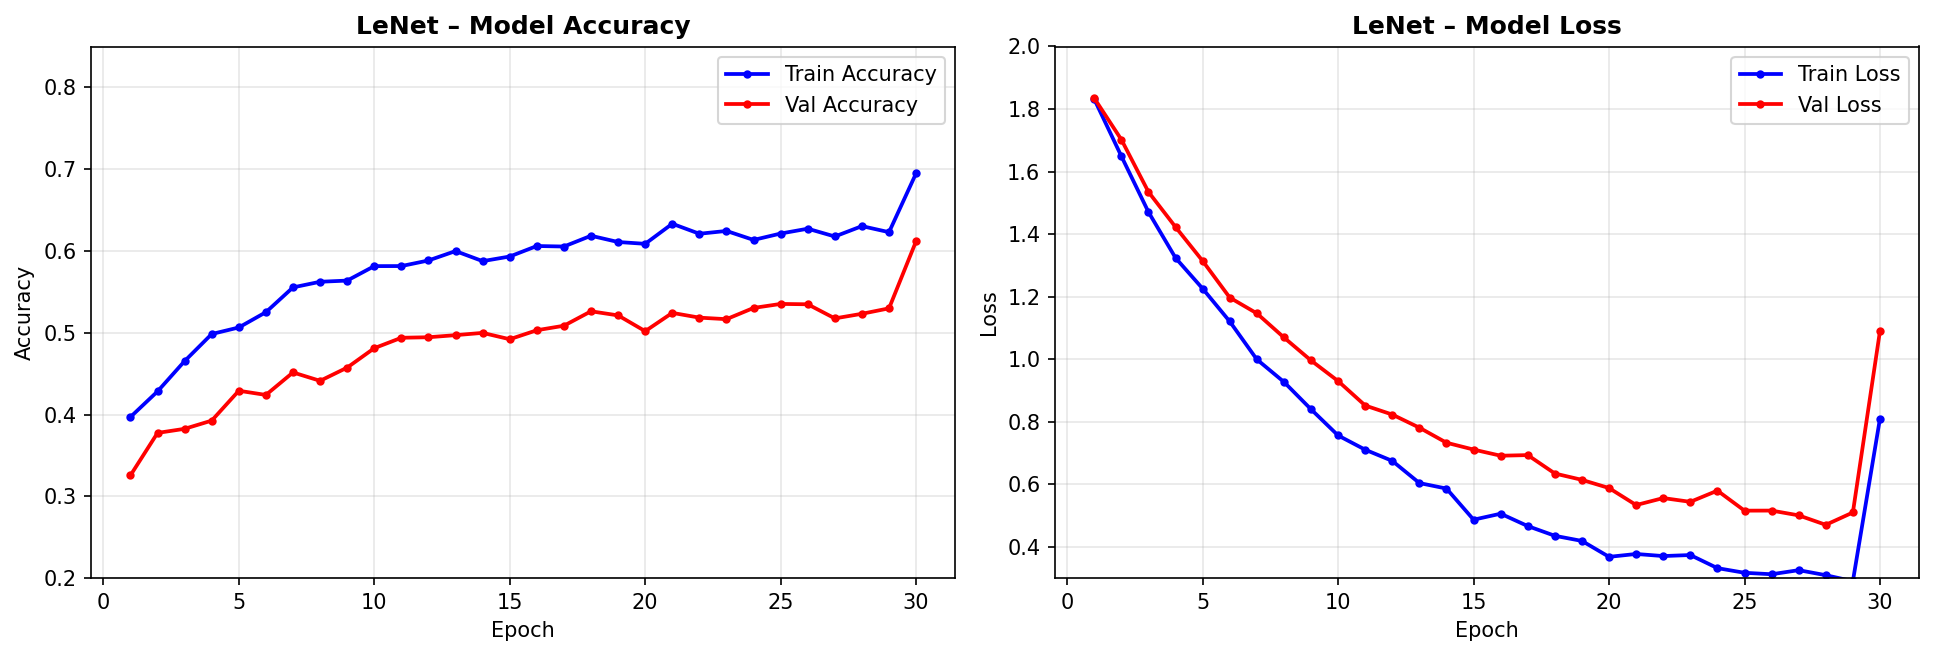 LeNet – Model Accuracy
Train Accuracy
Val Accuracy
0.8
0.7
0.6
0.5
0.4
0.3
0.2
Accuracy
0 5 10 15 20 25 30
Epoch
LeNet – Model Loss
Train Loss
Val Loss
2.0
1.8
1.6
1.4
1.2
1.0
0.8
0.6
0.4
Loss
0 5 10 15 20 25 30
Epoch